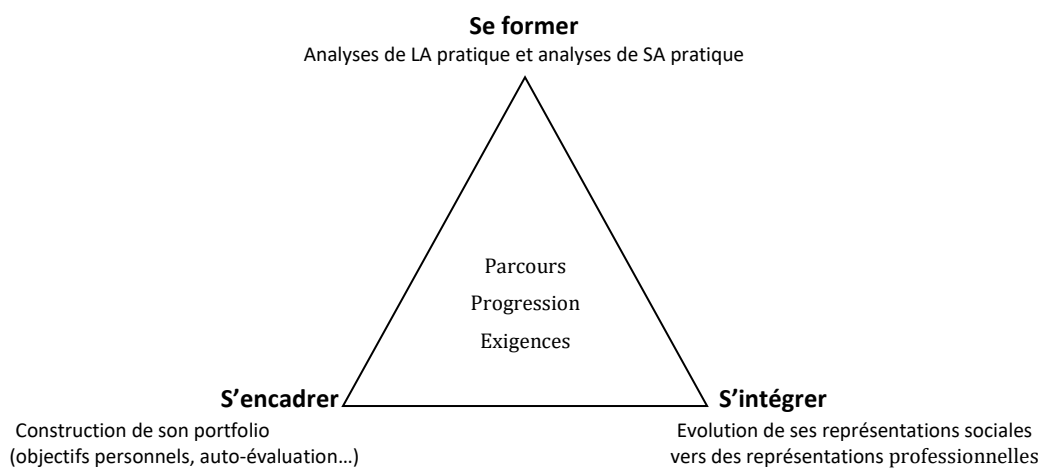 Se former
Analyses de LA pratique et analyses de SA pratique
Parcours
Progression
Exigences
S’encadrer
Construction de son portfolio
(objectifs personnels, auto-évaluation…)
S’intégrer
Evolution de ses représentations sociales
vers des représentations professionnelles